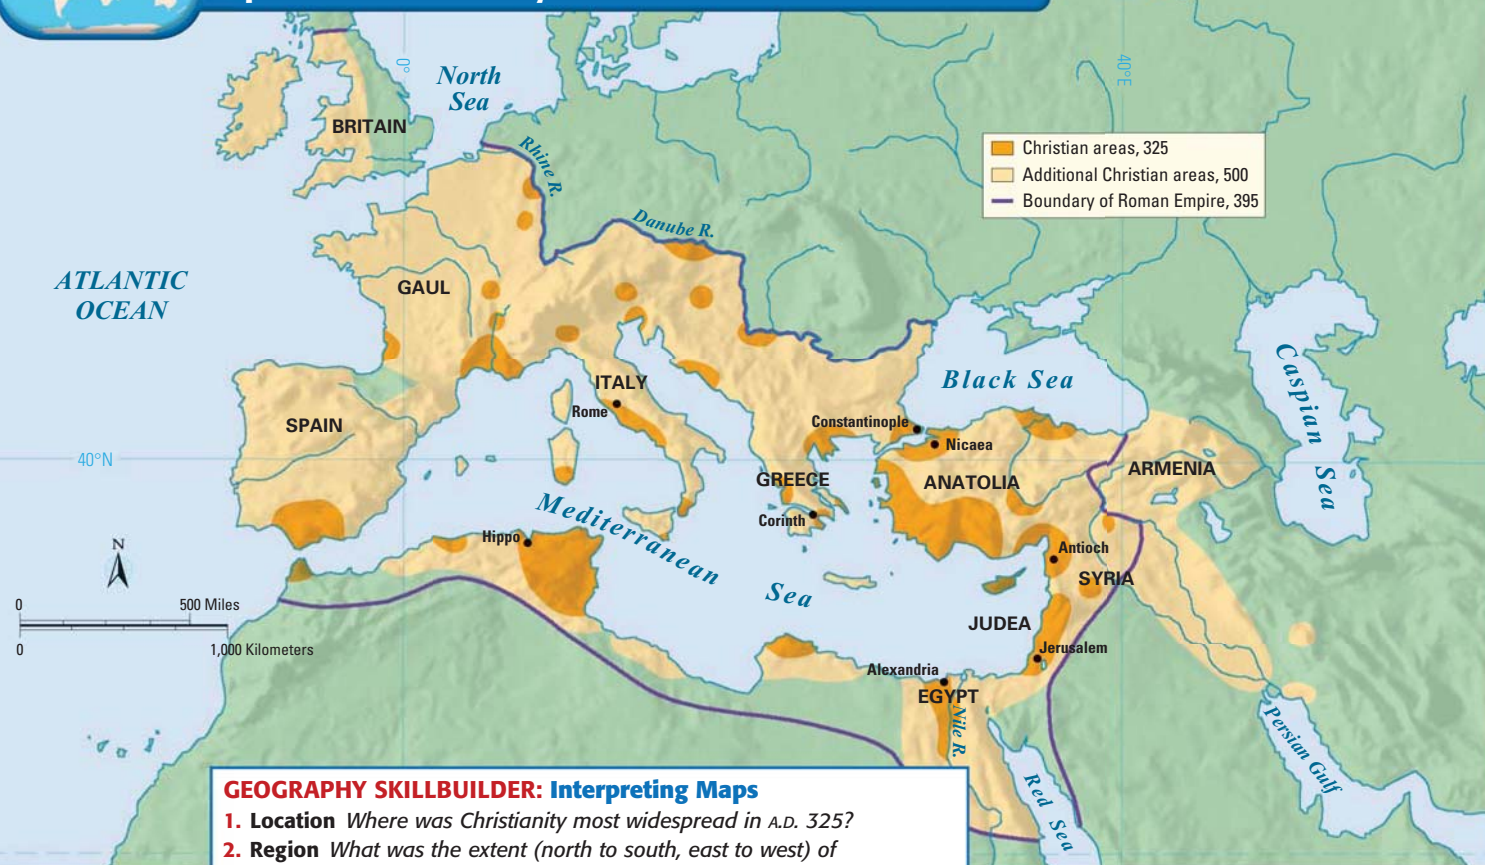 0°
North
Sea
40°E
BRITAIN
Rhine R.
Christian areas, 325
Additional Christian areas, 500
Boundary of Roman Empire, 395
Danube R.
ATLANTIC
OCEAN
GAUL
Black Sea
Caspian Sea
ITALY
Rome
SPAIN
Constantinople
Nicaea
40°N
GREECE
ANATOLIA
ARMENIA
Corinth
Mediterranean
Sea
Hippo
N
Antioch
SYRIA
0
500 Miles
0
1,000 Kilometers
JUDEA
Jerusalem
Alexandria
EGYPT
Nile R.
Persian Gulf
Red Sea
GEOGRAPHY SKILLBUILDER: Interpreting Maps
1. Location Where was Christianity most widespread in A.D. 325?
2. Region What was the extent (north to south, east to west) of